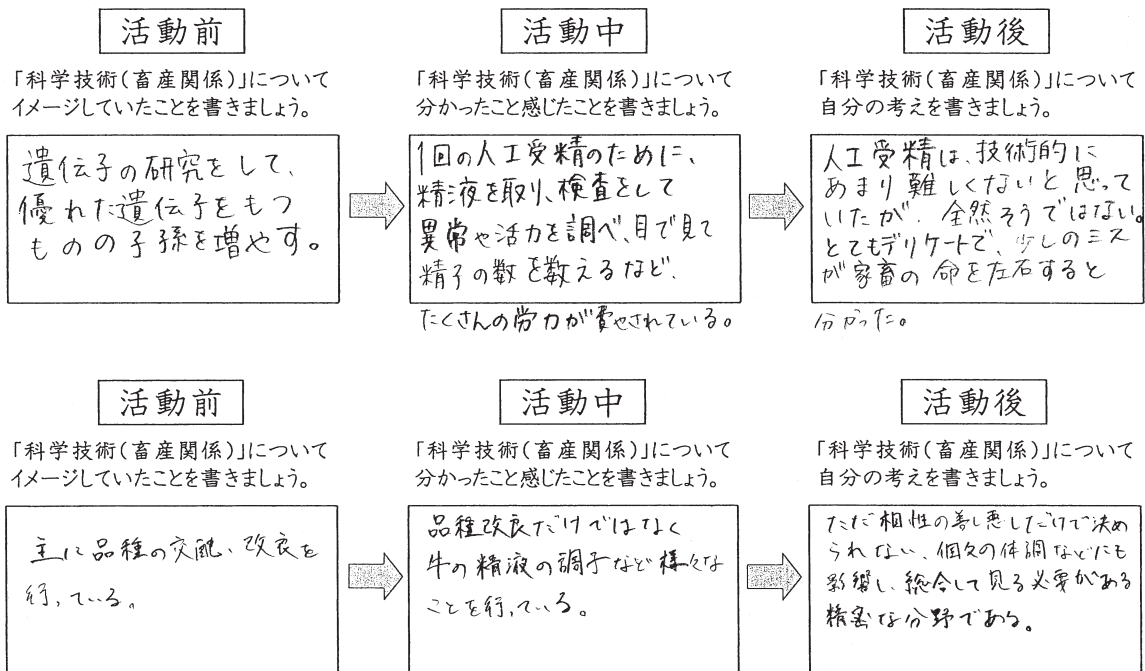 活動前
「科学技術(畜産関係)」について
イメージしていたことを書きましょう。
遺伝子の研究をして、
優れた遺伝子をもつ
ものの子孫を増やす。
活動中
「科学技術(畜産関係)」について
分かったこと感じたことを書きましょう。
1回の人工受精のために、
精液を取り、検査をして
異常や活力を調べ、目で見て
精子の数を数えるなど、
たくさんの労力が費やされている。
活動後
「科学技術(畜産関係)」について
自分の考えを書きましょう。
人工受精は、技術的に
あまり難しくないと思って
いたが、全然そうではない。
とてもデリケートで、少しのミス
が家畜の命を左右すると
分かった。
活動前
「科学技術(畜産関係)」について
イメージしていたことを書きましょう。
主に品種の交配、改良を
行っている。
活動中
「科学技術(畜産関係)」について
分かったこと感じたことを書きましょう。
品種改良だけではなく
牛の精液の調子など様々な
ことを行っている。
活動後
「科学技術(畜産関係)」について
自分の考えを書きましょう。
ただ相性の善し悪しだけで決め
られない、個々の体調などにも
影響し、総合して見る必要がある
精密な分野である。